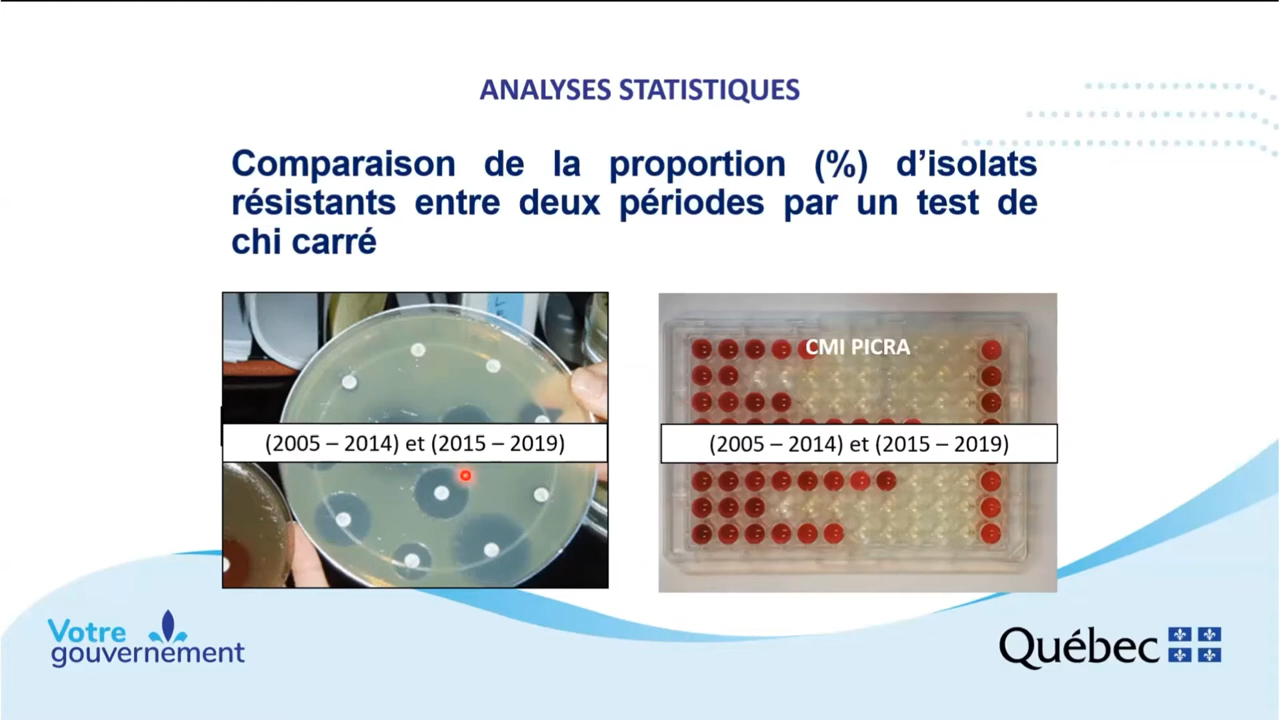 ANALYSES STATISTIQUES
Comparaison de la proportion (%) d’isolats
résistants entre deux périodes par un test de
chi carré
CMI PICRA
(2005 – 2014) et (2015 – 2019)
(2005 – 2014) et (2015 – 2019)
Votre
gouvernement
Québec